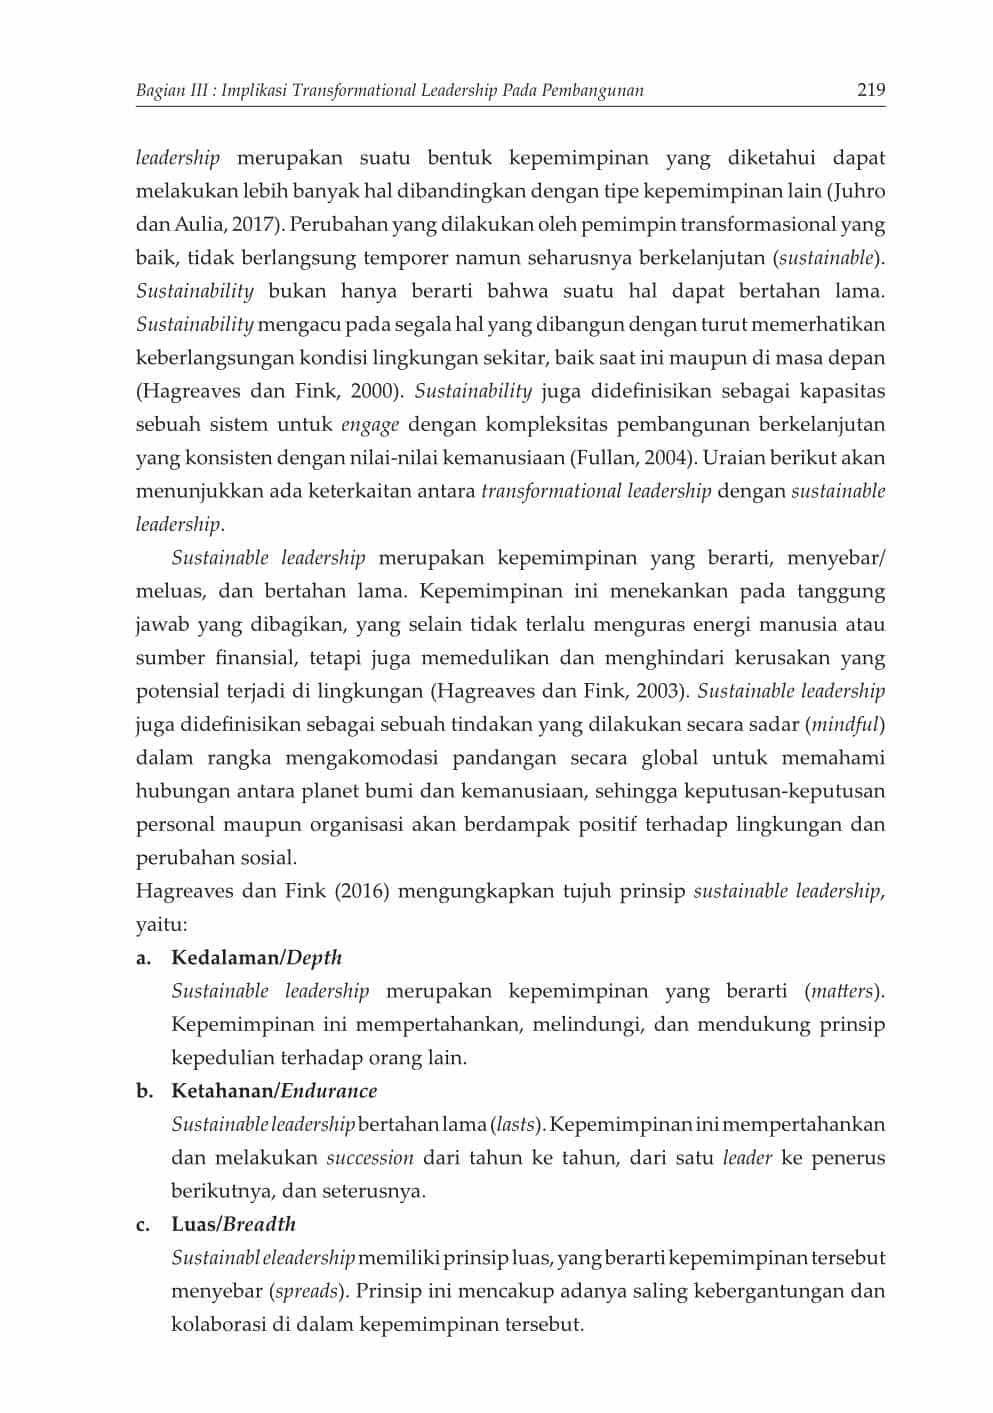 Bagian III : Implikasi Transformational Leadership Pada Pembangunan 219
leadership merupakan suatu bentuk kepemimpinan yang diketahui dapat
melakukan lebih banyak hal dibandingkan dengan tipe kepemimpinan lain (Juhro
dan Aulia, 2017). Perubahan yang dilakukan oleh pemimpin transformasional yang
baik, tidak berlangsung temporer namun seharusnya berkelanjutan (sustainable).
Sustainability bukan hanya berarti bahwa suatu hal dapat bertahan lama.
Sustainability mengacu pada segala hal yang dibangun dengan turut memerhatikan
keberlangsungan kondisi lingkungan sekitar, baik saat ini maupun di masa depan
(Hagreaves dan Fink, 2000). Sustainability juga didefinisikan sebagai kapasitas
sebuah sistem untuk engage dengan kompleksitas pembangunan berkelanjutan
yang konsisten dengan nilai-nilai kemanusiaan (Fullan, 2004). Uraian berikut akan
menunjukkan ada keterkaitan antara transformational leadership dengan sustainable
leadership.
Sustainable leadership merupakan kepemimpinan yang berarti, menyebar/
meluas, dan bertahan lama. Kepemimpinan ini menekankan pada tanggung
jawab yang dibagikan, yang selain tidak terlalu menguras energi manusia atau
sumber finansial, tetapi juga memedulikan dan menghindari kerusakan yang
potensial terjadi di lingkungan (Hagreaves dan Fink, 2003). Sustainable leadership
juga didefinisikan sebagai sebuah tindakan yang dilakukan secara sadar (mindful)
dalam rangka mengakomodasi pandangan secara global untuk memahami
hubungan antara planet bumi dan kemanusiaan, sehingga keputusan-keputusan
personal maupun organisasi akan berdampak positif terhadap lingkungan dan
perubahan sosial.
Hagreaves dan Fink (2016) mengungkapkan tujuh prinsip sustainable leadership,
yaitu:
a. Kedalaman/Depth
Sustainable leadership merupakan kepemimpinan yang berarti (matters).
Kepemimpinan ini mempertahankan, melindungi, dan mendukung prinsip
kepedulian terhadap orang lain.
b. Ketahanan/Endurance
Sustainable leadership bertahan lama (lasts). Kepemimpinan ini mempertahankan
dan melakukan succession dari tahun ke tahun, dari satu leader ke penerus
berikutnya, dan seterusnya.
c. Luas/Breadth
Sustainabl eleadership memiliki prinsip luas, yang berarti kepemimpinan tersebut
menyebar (spreads). Prinsip ini mencakup adanya saling kebergantungan dan
kolaborasi di dalam kepemimpinan tersebut.